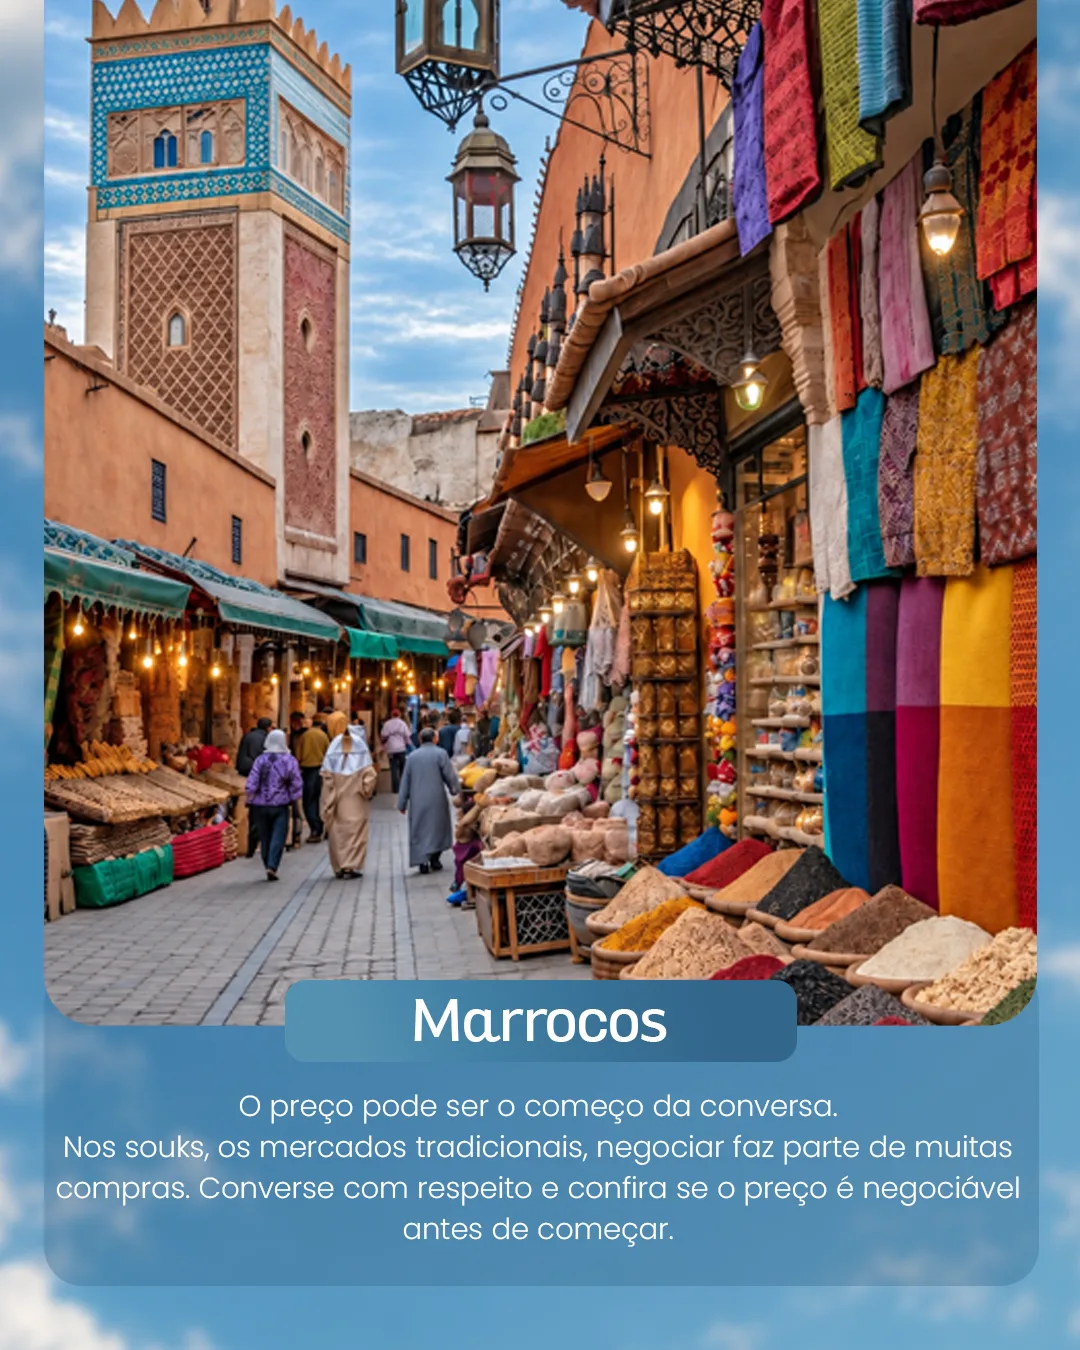 Marrocos
O preço pode ser o começo da conversa.
Nos souks, os mercados tradicionais, negociar faz parte de muitas
compras. Converse com respeito e confira se o preço é negociável
antes de começar.